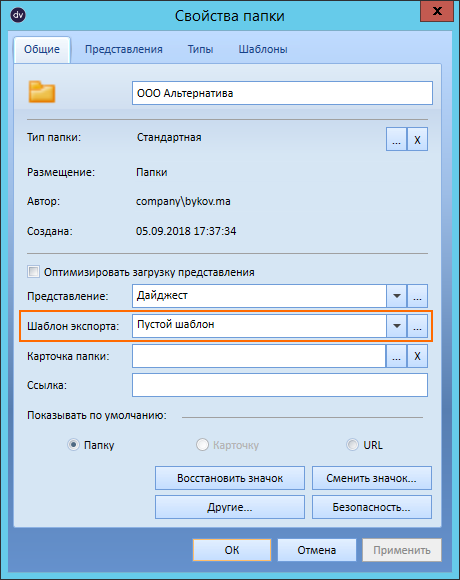 dv Свойства папки X
Общие Представления Типы Шаблоны
ООО Альтернатива
Тип папки: Стандартная ... X
Размещение: Папки
Автор: company\bykov.ma
Создана: 05.09.2018 17:37:34
Оптимизировать загрузку представления
Представление: Дайджест ...
Шаблон экспорта: Пустой шаблон ...
Карточка папки: ... X
Ссылка:
Показывать по умолчанию:
Папку Карточку URL
Восстановить значок Сменить значок...
Другие... Безопасность...
ОК Отмена Применить